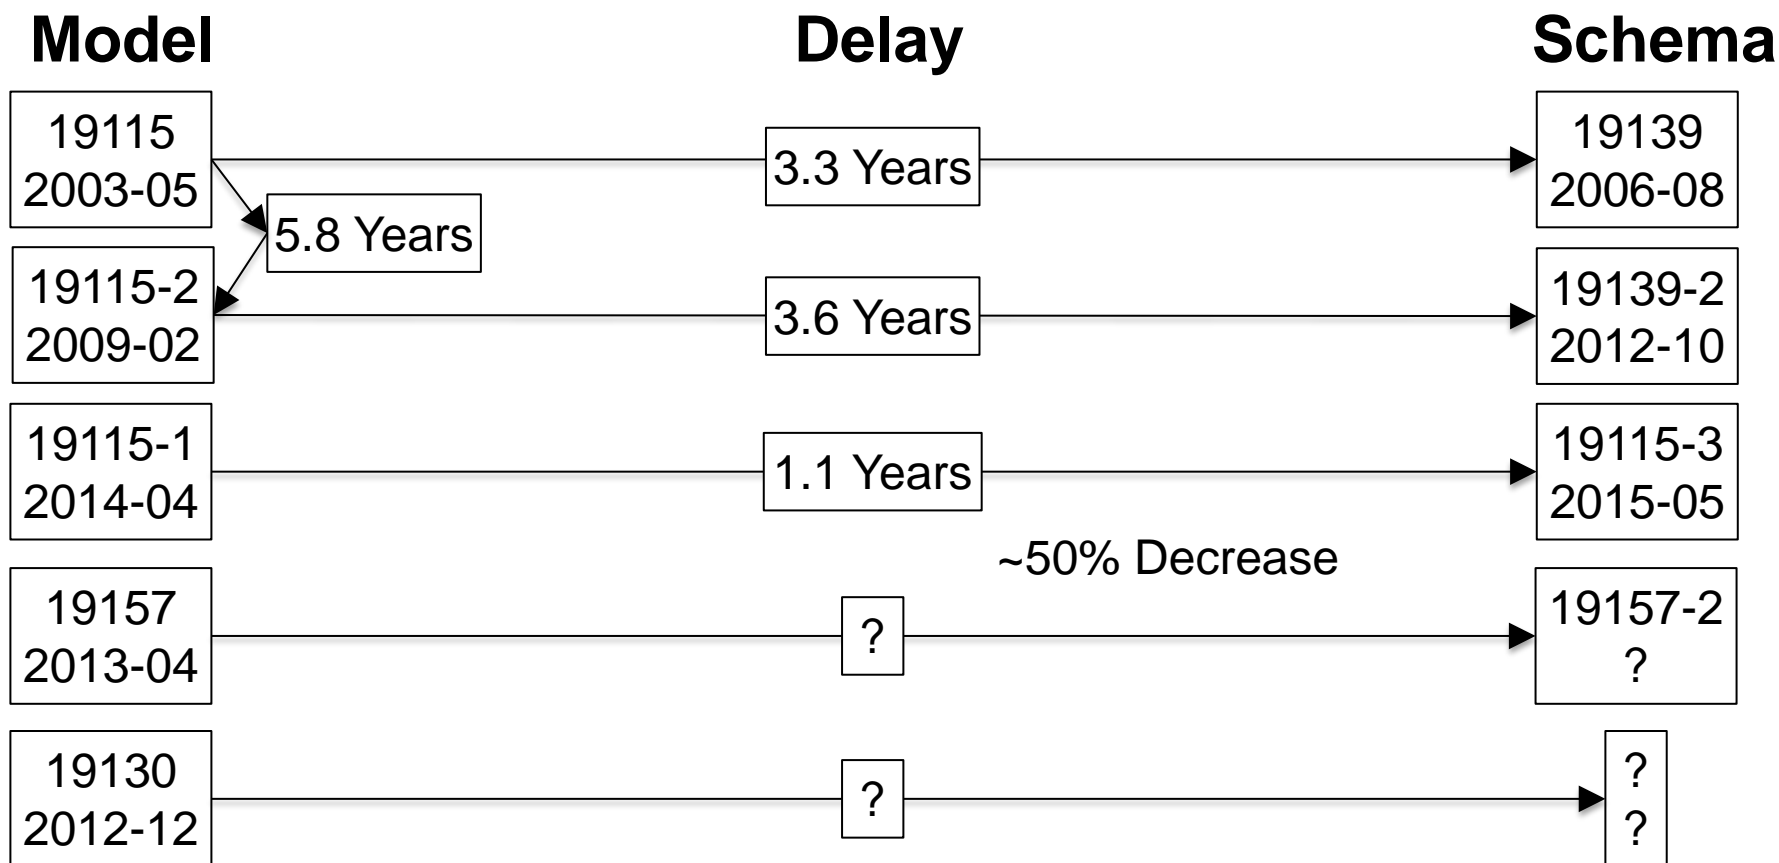 Model
Delay
Schema
19115
2003-05
3.3 Years
19139
2006-08
5.8 Years
19115-2
2009-02
3.6 Years
19139-2
2012-10
19115-1
2014-04
1.1 Years
19115-3
2015-05
~50% Decrease
19157
2013-04
?
19157-2
?
19130
2012-12
?
?
?